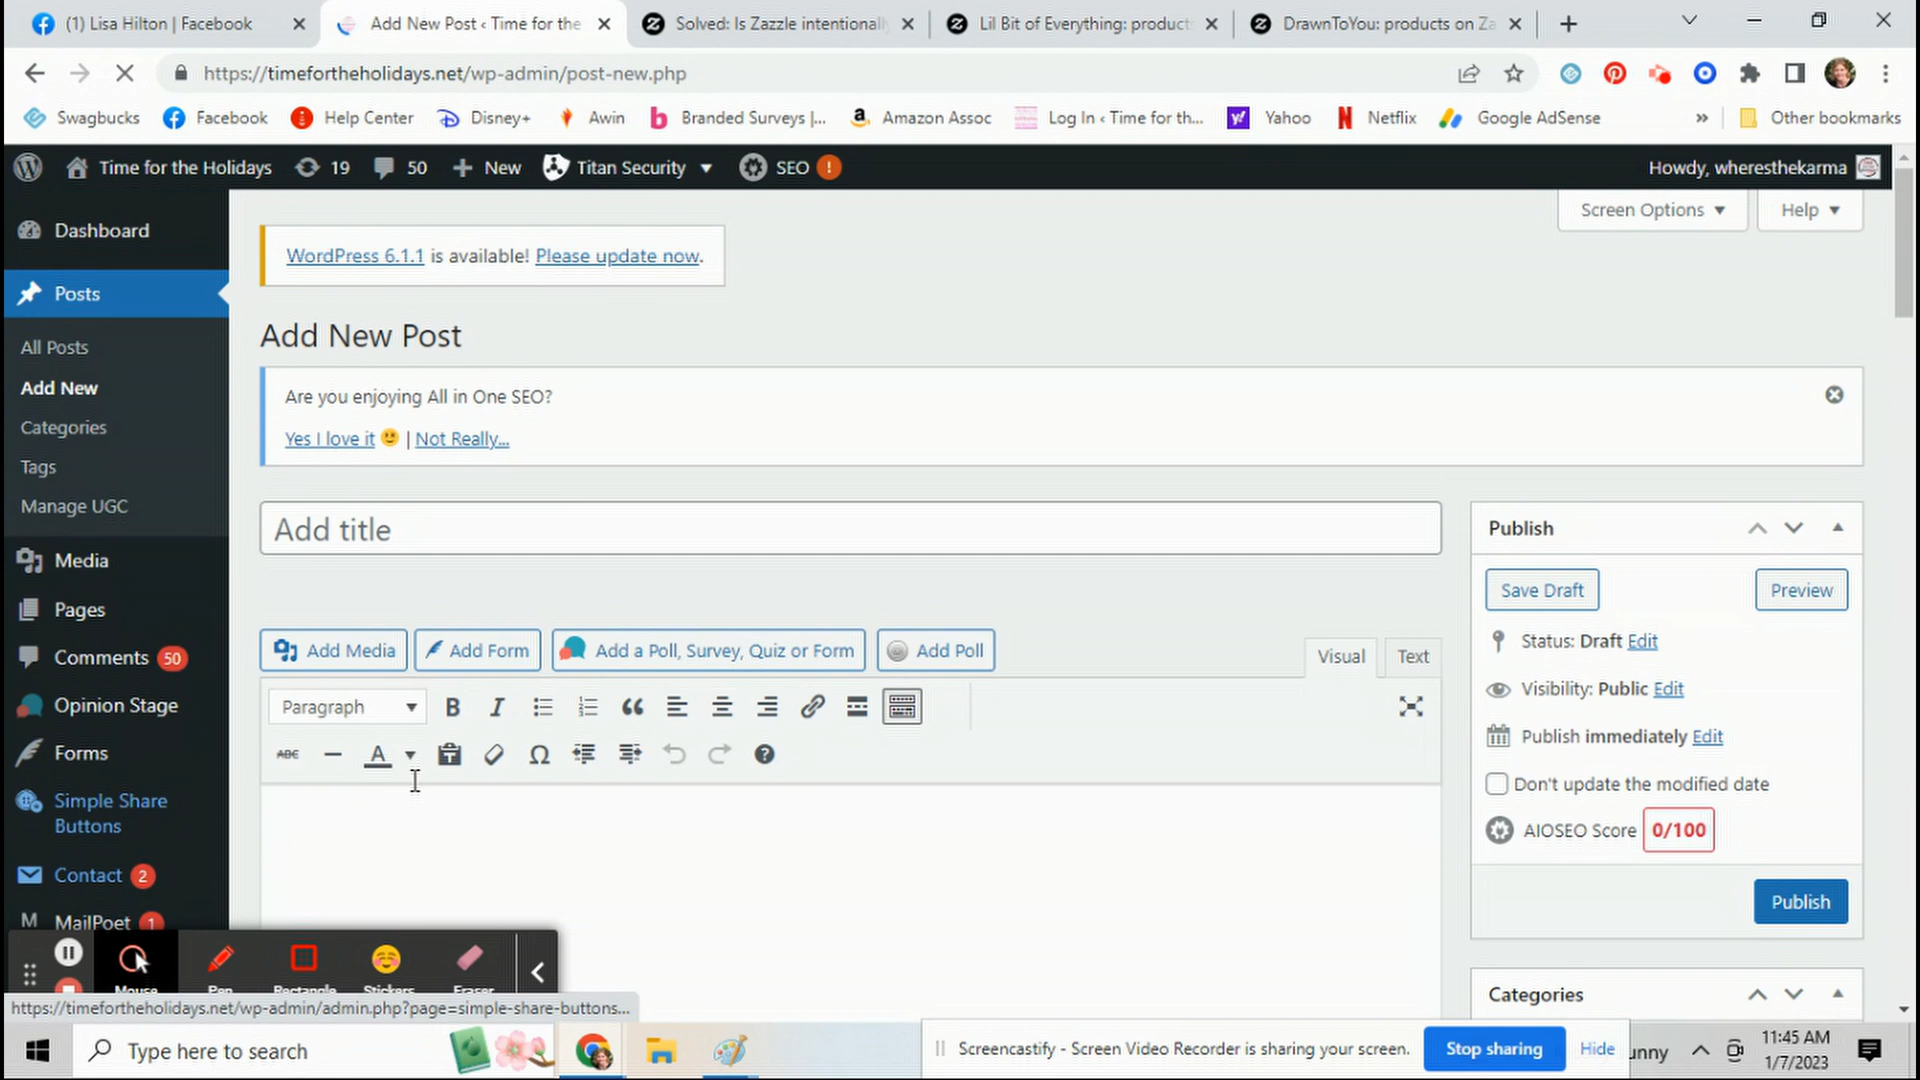 (1) Lisa Hilton | Facebook
Add New Post ‹ Time for the
Solved: Is Zazzle intentionally
Lil Bit of Everything: products
DrawnToYou: products on Za
https://timefortheholidays.net/wp-admin/post-new.php
Swagbucks
Facebook
Help Center
Disney+
Awin
Branded Surveys |...
Amazon Assoc
Log In ‹ Time for th...
Yahoo
Netflix
Google AdSense
»
Other bookmarks
Time for the Holidays
19
50
New
Titan Security
SEO
!
Howdy, wheresthekarma
Screen Options
Help
Dashboard
Posts
All Posts
Add New
Categories
Tags
Manage UGC
Media
Pages
Comments 50
Opinion Stage
Forms
Simple Share
Buttons
Contact 2
MailPoet 1
WordPress 6.1.1 is available! Please update now.
Add New Post
Are you enjoying All in One SEO?
Yes I love it | Not Really...
Add title
Add Media
Add Form
Add a Poll, Survey, Quiz or Form
Add Poll
Visual
Text
Paragraph
B
I
ABC
A
Ω
Publish
Save Draft
Preview
Status: Draft Edit
Visibility: Public Edit
Publish immediately Edit
Don't update the modified date
AIOSEO Score 0/100
Publish
Categories
Mouse
Pen
Rectangle
Stickers
Eraser
https://timefortheholidays.net/wp-admin/admin.php?page=simple-share-buttons...
Type here to search
Screencastify - Screen Video Recorder is sharing your screen.
Stop sharing
Hide
unny
11:45 AM
1/7/2023